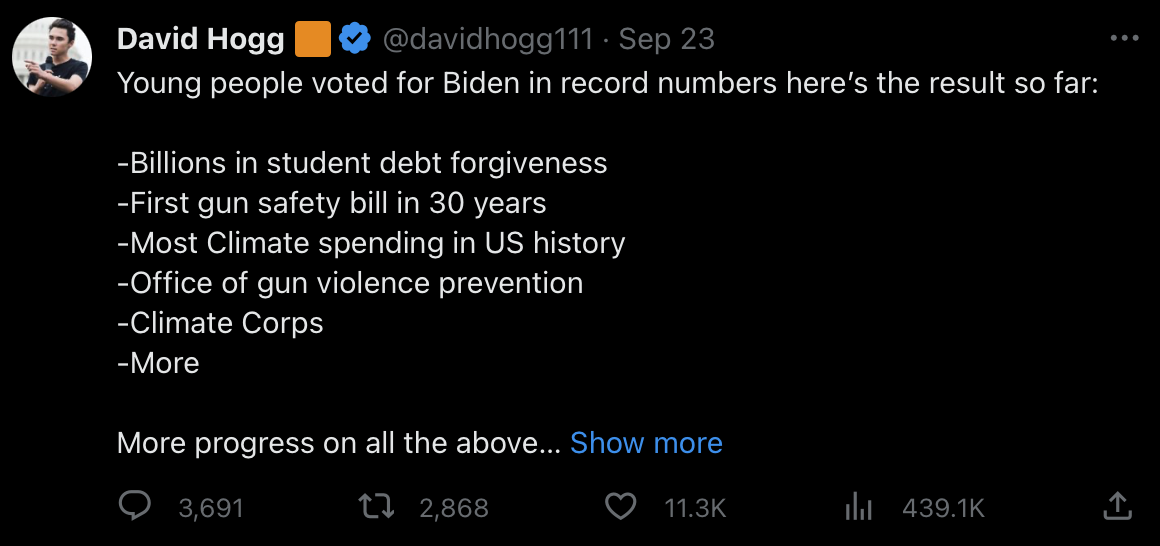 David Hogg 🟧 @davidhogg111 · Sep 23
Young people voted for Biden in record numbers here’s the result so far:
-Billions in student debt forgiveness
-First gun safety bill in 30 years
-Most Climate spending in US history
-Office of gun violence prevention
-Climate Corps
-More
More progress on all the above... Show more
3,691 2,868 11.3K 439.1K